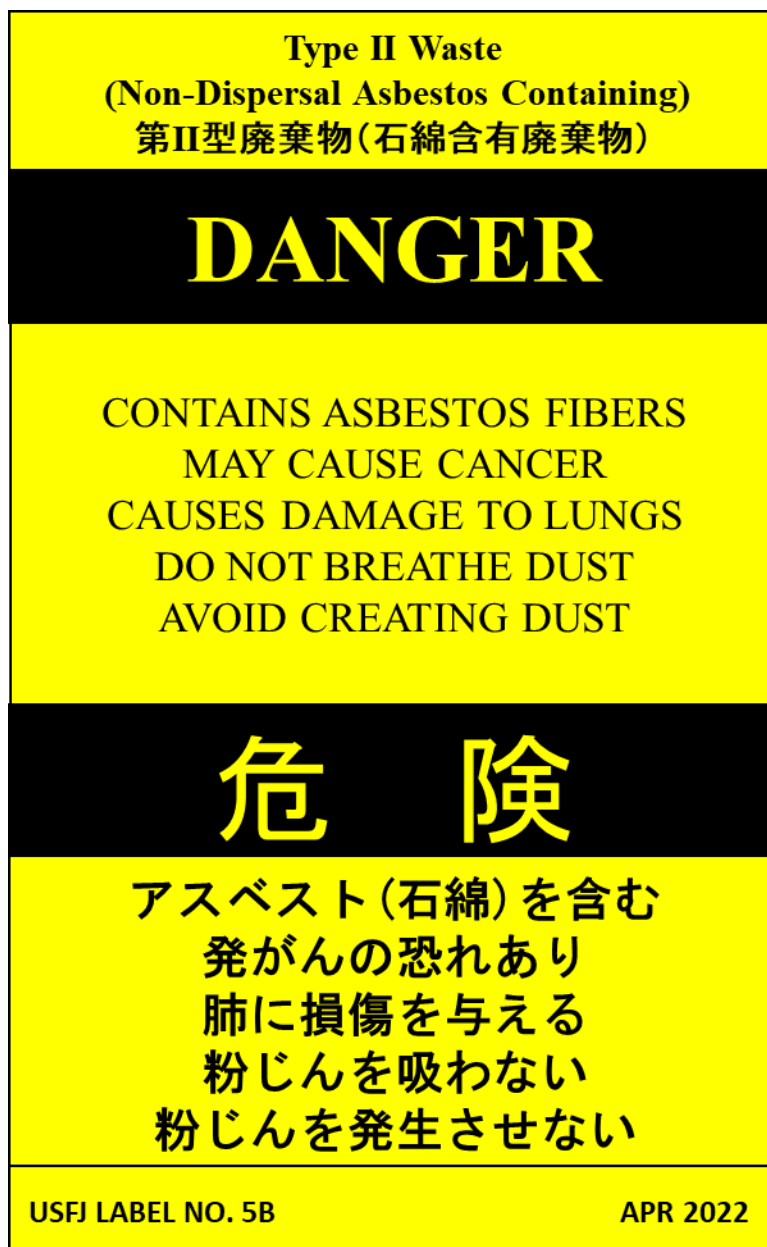 Type II Waste
(Non-Dispersal Asbestos Containing)
第II型廃棄物(石綿含有廃棄物)
DANGER
CONTAINS ASBESTOS FIBERS
MAY CAUSE CANCER
CAUSES DAMAGE TO LUNGS
DO NOT BREATHE DUST
AVOID CREATING DUST
危 険
アスベスト(石綿)を含む
発がんの恐れあり
肺に損傷を与える
粉じんを吸わない
粉じんを発生させない
USFJ LABEL NO. 5B APR 2022